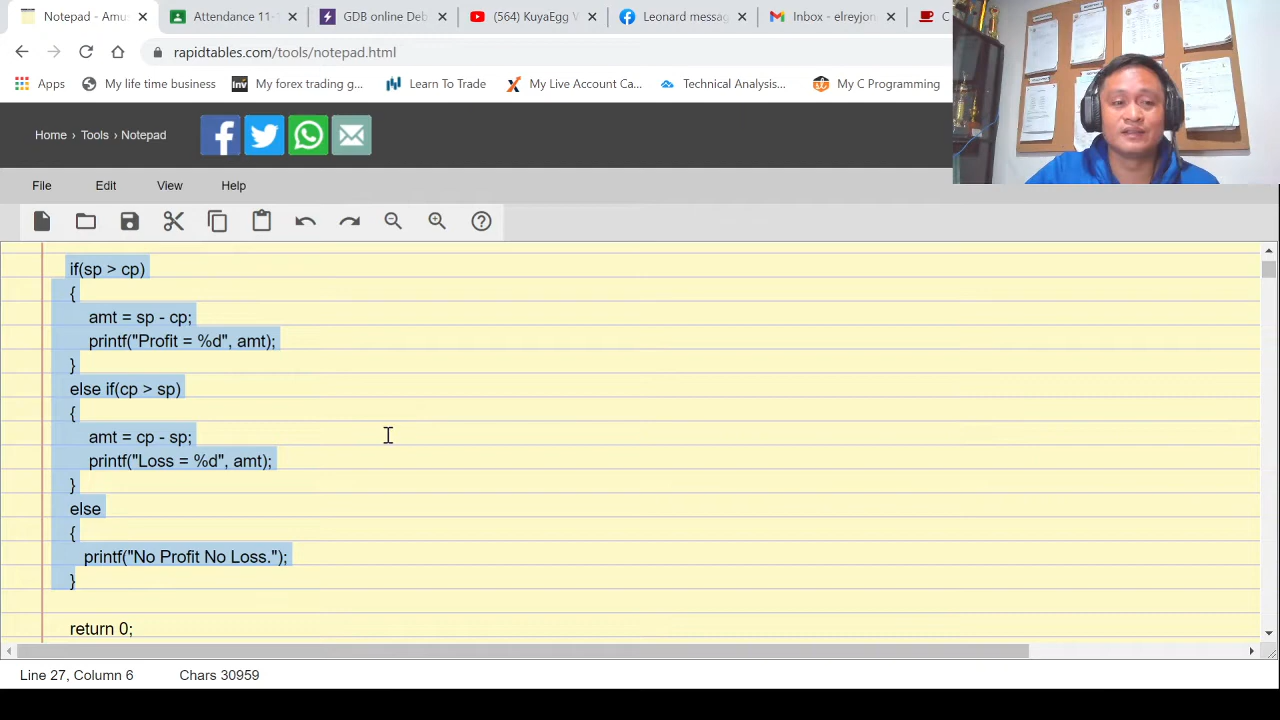 Notepad - Amu
Attendance 11-
GDB online Deb
(564) KuyaEgg W
Leonard messag
Inbox - elreyjon
C
rapidtables.com/tools/notepad.html
Apps
My life time business
My forex trading g...
Learn To Trade
My Live Account Ca...
Technical Analysis...
My C Programming
Home › Tools › Notepad
File
Edit
View
Help
if(sp > cp)
{
amt = sp - cp;
printf("Profit = %d", amt);
}
else if(cp > sp)
{
amt = cp - sp;
printf("Loss = %d", amt);
}
else
{
printf("No Profit No Loss.");
}
return 0;
Line 27, Column 6
Chars 30959